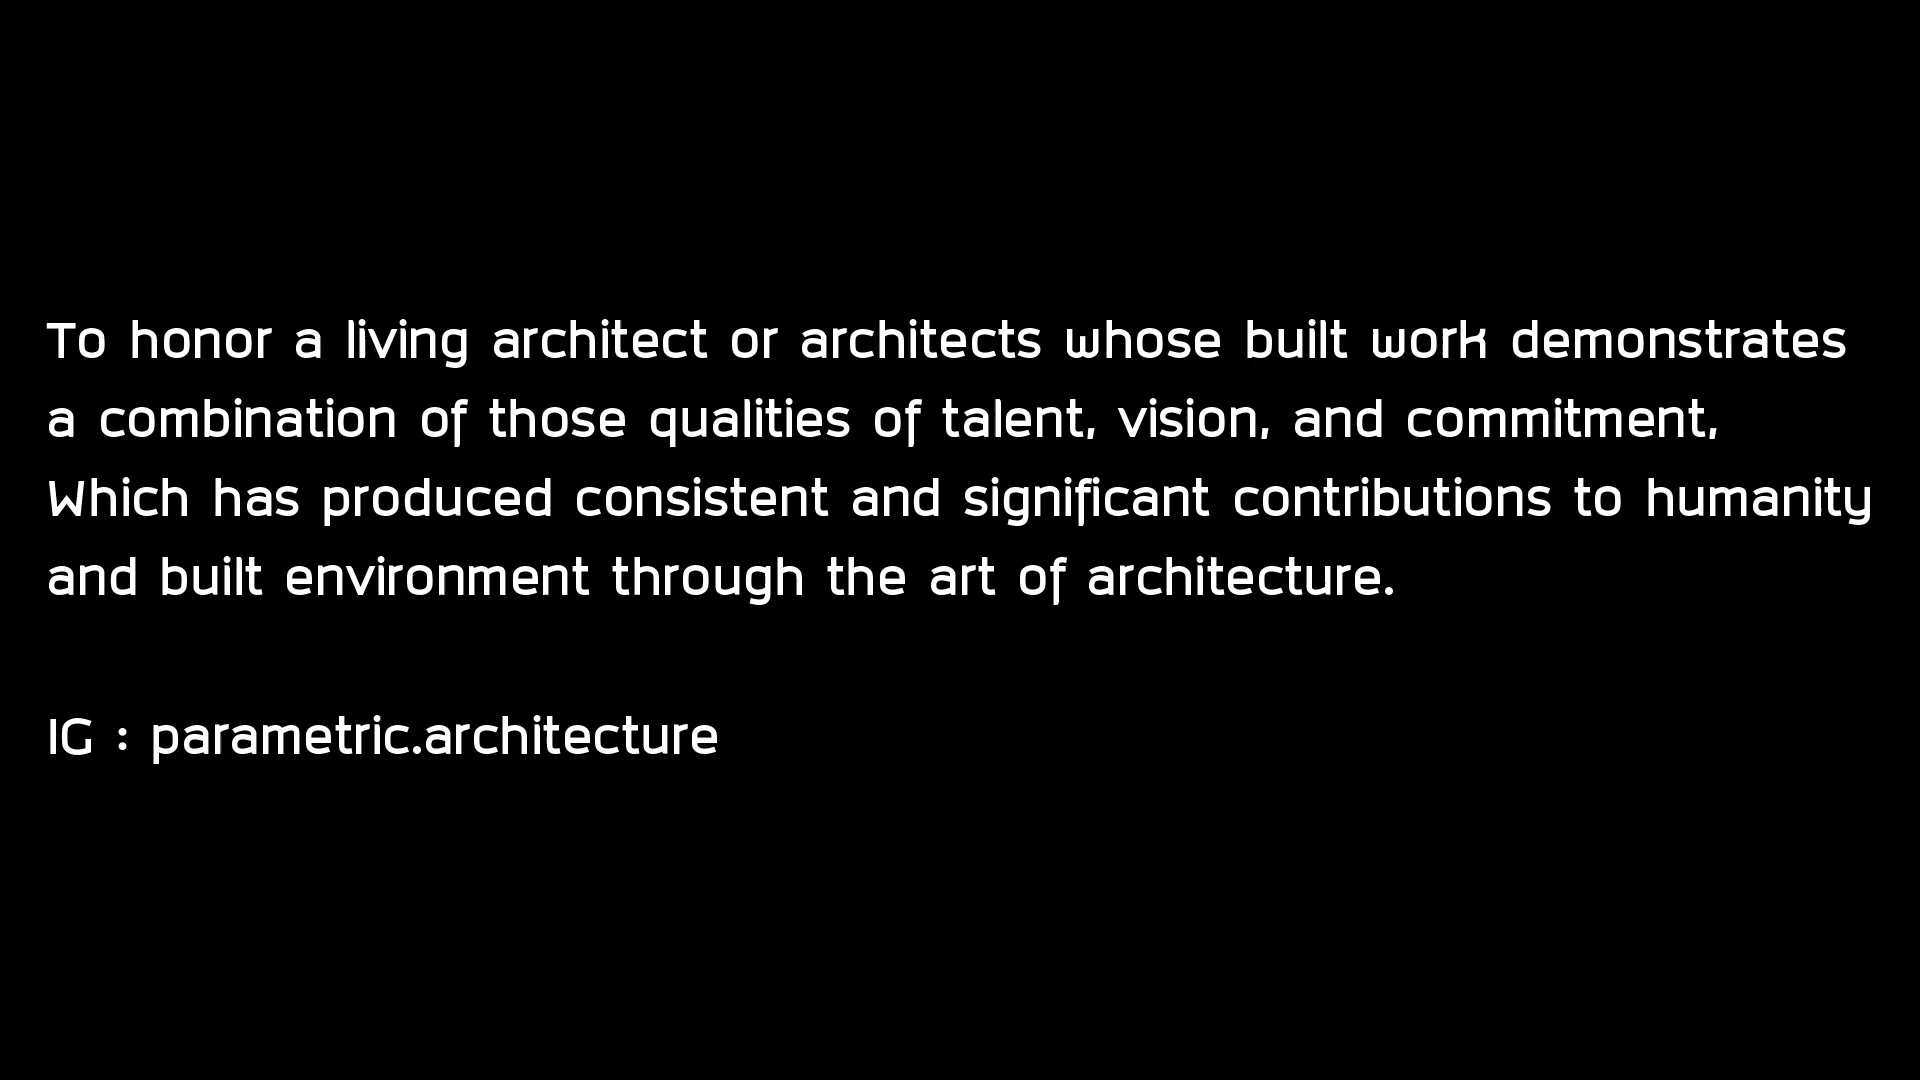 To honor a living architect or architects whose built work demonstrates
a combination of those qualities of talent, vision, and commitment,
Which has produced consistent and significant contributions to humanity
and built environment through the art of architecture.
IG : parametric.architecture